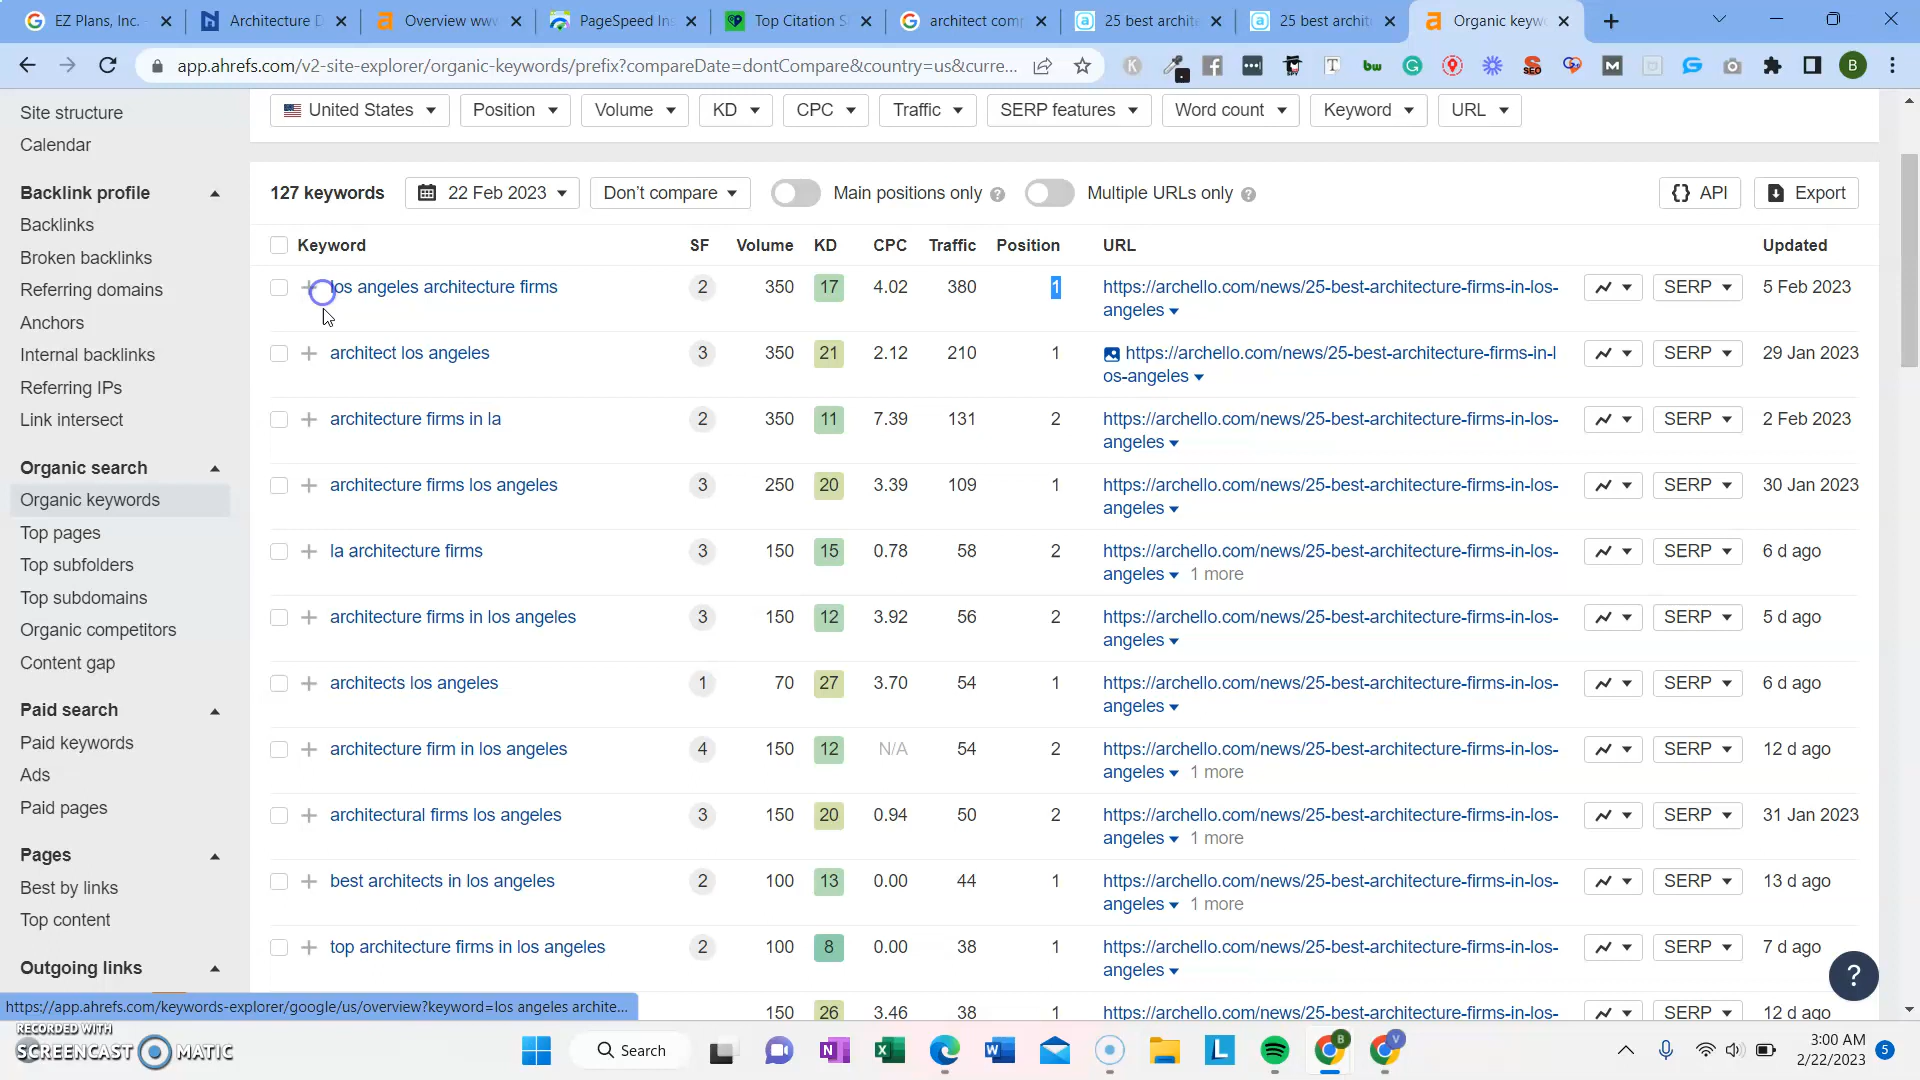 EZ Plans, Inc.
Architecture D
Overview www
PageSpeed Ins
Top Citation S
architect comp
25 best archite
25 best archit
Organic keywo
app.ahrefs.com/v2-site-explorer/organic-keywords/prefix?compareDate=dontCompare&country=us&curre...
Site structure
Calendar
Backlink profile
Backlinks
Broken backlinks
Referring domains
Anchors
Internal backlinks
Referring IPs
Link intersect
Organic search
Organic keywords
Top pages
Top subfolders
Top subdomains
Organic competitors
Content gap
Paid search
Paid keywords
Ads
Paid pages
Pages
Best by links
Top content
Outgoing links
United States Position Volume KD CPC Traffic SERP features Word count Keyword URL
127 keywords 22 Feb 2023 Don't compare Main positions only ? Multiple URLs only ? {} API Export
Keyword SF Volume KD CPC Traffic Position URL Updated
los angeles architecture firms 2 350 17 4.02 380 1 https://archello.com/news/25-best-architecture-firms-in-los- SERP 5 Feb 2023
angeles
architect los angeles 3 350 21 2.12 210 1 https://archello.com/news/25-best-architecture-firms-in-l SERP 29 Jan 2023
os-angeles
architecture firms in la 2 350 11 7.39 131 2 https://archello.com/news/25-best-architecture-firms-in-los- SERP 2 Feb 2023
angeles
architecture firms los angeles 3 250 20 3.39 109 1 https://archello.com/news/25-best-architecture-firms-in-los- SERP 30 Jan 2023
angeles
la architecture firms 3 150 15 0.78 58 2 https://archello.com/news/25-best-architecture-firms-in-los- SERP 6 d ago
angeles 1 more
architecture firms in los angeles 3 150 12 3.92 56 2 https://archello.com/news/25-best-architecture-firms-in-los- SERP 5 d ago
angeles
architects los angeles 1 70 27 3.70 54 1 https://archello.com/news/25-best-architecture-firms-in-los- SERP 6 d ago
angeles
architecture firm in los angeles 4 150 12 N/A 54 2 https://archello.com/news/25-best-architecture-firms-in-los- SERP 12 d ago
angeles 1 more
architectural firms los angeles 3 150 20 0.94 50 2 https://archello.com/news/25-best-architecture-firms-in-los- SERP 31 Jan 2023
angeles 1 more
best architects in los angeles 2 100 13 0.00 44 1 https://archello.com/news/25-best-architecture-firms-in-los- SERP 13 d ago
angeles 1 more
top architecture firms in los angeles 2 100 8 0.00 38 1 https://archello.com/news/25-best-architecture-firms-in-los- SERP 7 d ago
angeles
150 26 3.46 38 1 https://archello.com/news/25-best-architecture-firms-in-los- SERP 12 d ago
?
https://app.ahrefs.com/keywords-explorer/google/us/overview?keyword=los angeles archite...
RECORDED WITH
SCREENCAST MATIC
Search
3:00 AM
2/22/2023
5